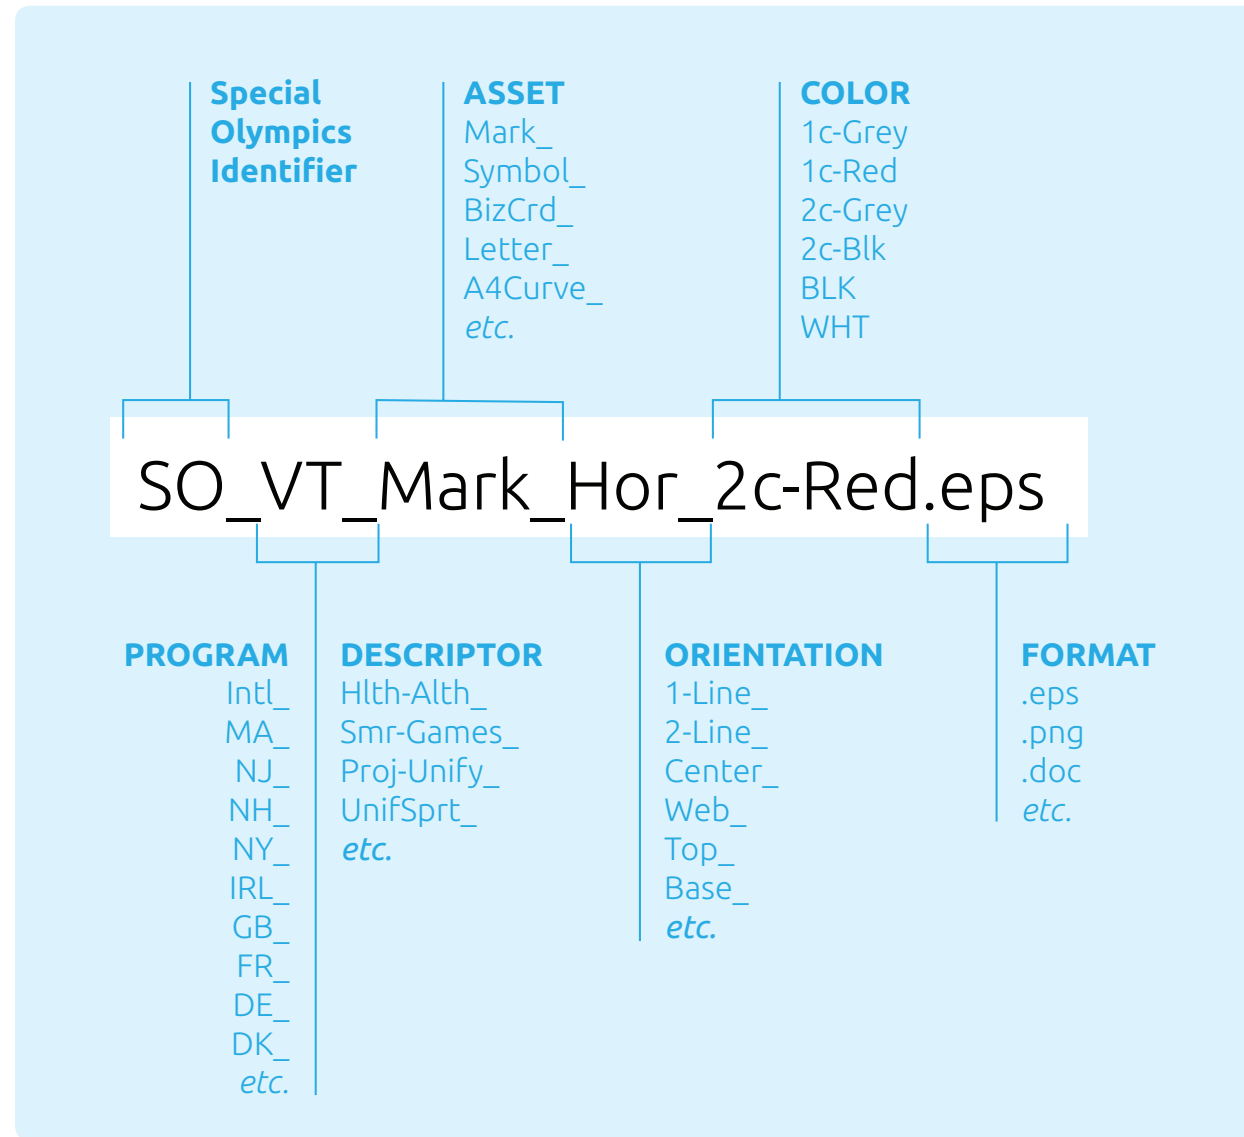 Special
Olympics
Identifier
ASSET
Mark_
Symbol_
BizCrd_
Letter_
A4Curve_
etc.
COLOR
1c-Grey
1c-Red
2c-Grey
2c-Blk
BLK
WHT
SO_VT_Mark_Hor_2c-Red.eps
PROGRAM
Intl_
MA_
NJ_
NH_
NY_
IRL_
GB_
FR_
DE_
DK_
etc.
DESCRIPTOR
Hlth-Alth_
Smr-Games_
Proj-Unify_
UnifSprt_
etc.
ORIENTATION
1-Line_
2-Line_
Center_
Web_
Top_
Base_
etc.
FORMAT
.eps
.png
.doc
etc.